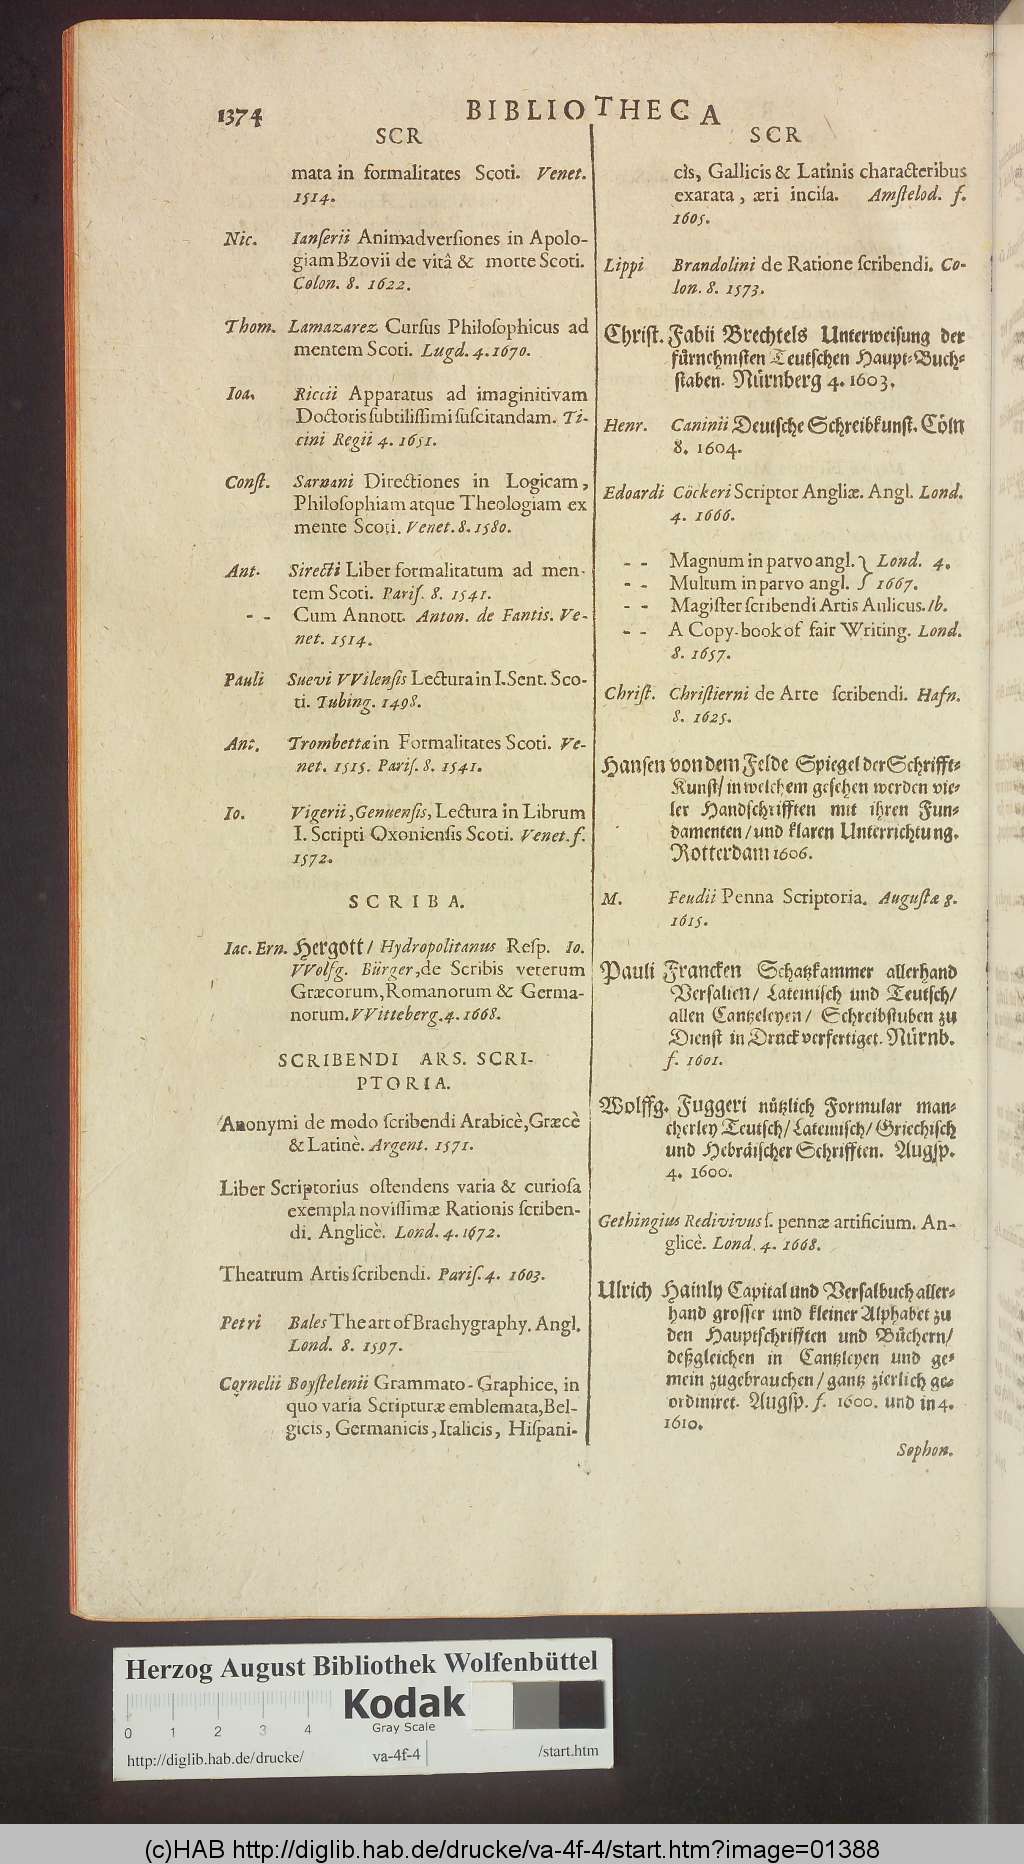 1374
BIBLIOTHECA
SCR
mata in formalitates Scoti. Venet.
1514.
Nic. Ianſerii Animadverſiones in Apolo-
giam Bzovii de vitâ & morte Scoti.
Colon. 8. 1622.
Thom. Lamazarez Curſus Philoſophicus ad
mentem Scoti. Lugd. 4. 1670.
Ioa. Riccii Apparatus ad imaginitivam
Doctoris ſubtiliſſimi ſuſcitandam. Ti-
cini Regii 4. 1651.
Conſt. Sarnani Directiones in Logicam,
Philoſophiam atque Theologiam ex
mente Scoti. Venet. 8. 1580.
Ant. Sirecti Liber formalitatum ad men-
tem Scoti. Pariſ. 8. 1541.
- - Cum Annott. Anton. de Fantis. Ve-
net. 1514.
Pauli Suevi VVilenſis Lectura in I. Sent. Sco-
ti. Tubing. 1498.
Ant. Trombettæ in Formalitates Scoti. Ve-
net. 1515. Pariſ. 8. 1541.
Io. Vigerii, Genuenſis, Lectura in Librum
I. Scripti Oxonienſis Scoti. Venet. f.
1572.
SCRIBA.
Iac. Ern. Hergott/ Hydropolitanus Reſp. Io.
VVolfg. Bürger, de Scribis veterum
Græcorum, Romanorum & Germa-
norum. VVitteberg. 4. 1668.
SCRIBENDI ARS. SCRI-
PTORIA.
Anonymi de modo ſcribendi Arabicè, Græcè
& Latinè. Argent. 1571.
Liber Scriptorius oſtendens varia & curioſa
exempla noviſſimæ Rationis ſcriben-
di. Anglicè. Lond. 4. 1672.
Theatrum Artis ſcribendi. Pariſ. 4. 1603.
Petri Bales The art of Brachygraphy. Angl.
Lond. 8. 1597.
Cornelii Boyſtelenii Grammato-Graphice, in
quo varia Scripturæ emblemata, Bel-
gicis, Germanicis, Italicis, Hiſpani-
SCR
cis, Gallicis & Latinis characteribus
exarata, æri inciſa. Amſtelod. f.
1605.
Lippi Brandolini de Ratione ſcribendi. Co-
lon. 8. 1573.
Chriſt. Fabii Brechtels Unterweiſung der
fürnehmſten Teutſchen Haupt-Buch-
ſtaben. Nürnberg 4. 1603.
Henr. Caninii Deutſche Schreibkunſt. Cöln
8. 1604.
Edoardi Cöckeri Scriptor Angliæ. Angl. Lond.
4. 1666.
- - Magnum in parvo angl. } Lond. 4.
- - Multum in parvo angl. } 1667.
- - Magiſter ſcribendi Artis Aulicus. Ib.
- - A Copy-book of fair Writing. Lond.
8. 1657.
Chriſt. Chriſtierni de Arte ſcribendi. Hafn.
8. 1625.
Hanſen von dem Felde Spiegel der Schrifft-
Kunſt/ in welchem geſehen werden vie-
ler Handſchrifften mit ihren Fun-
damenten/ und klaren Unterrichtung.
Rotterdam 1606.
M. Feudii Penna Scriptoria. Auguſtæ 8.
1615.
Pauli Francken Schatzkammer allerhand
Verſalien/ Lateiniſch und Teutſch/
allen Cantzeleyen/ Schreibſtuben zu
Dienſt in Druck verfertiget. Nürnb.
f. 1601.
Wolffg. Fuggeri nützlich Formular man-
cherley Teutſch/ Lateiniſch/ Griechiſch
und Hebräiſcher Schrifften. Augſp.
4. 1600.
Gethingius Redivivus ſ. pennæ artificium. An-
glicè. Lond. 4. 1668.
Ulrich Hainly Capital und Verſalbuch aller-
hand groſſer und kleiner Alphabet zu
den Hauptſchrifften und Büchern/
deßgleichen in Cantzleyen und ge-
mein zugebrauchen/ gantz zierlich ge-
ordiniret. Augſp. f. 1600. und in 4.
1610.
Sophon.
Herzog August Bibliothek Wolfenbüttel
Kodak
Gray Scale
0 1 2 3 4
http://diglib.hab.de/drucke/ va-4f-4 /start.htm
(c)HAB http://diglib.hab.de/drucke/va-4f-4/start.htm?image=01388